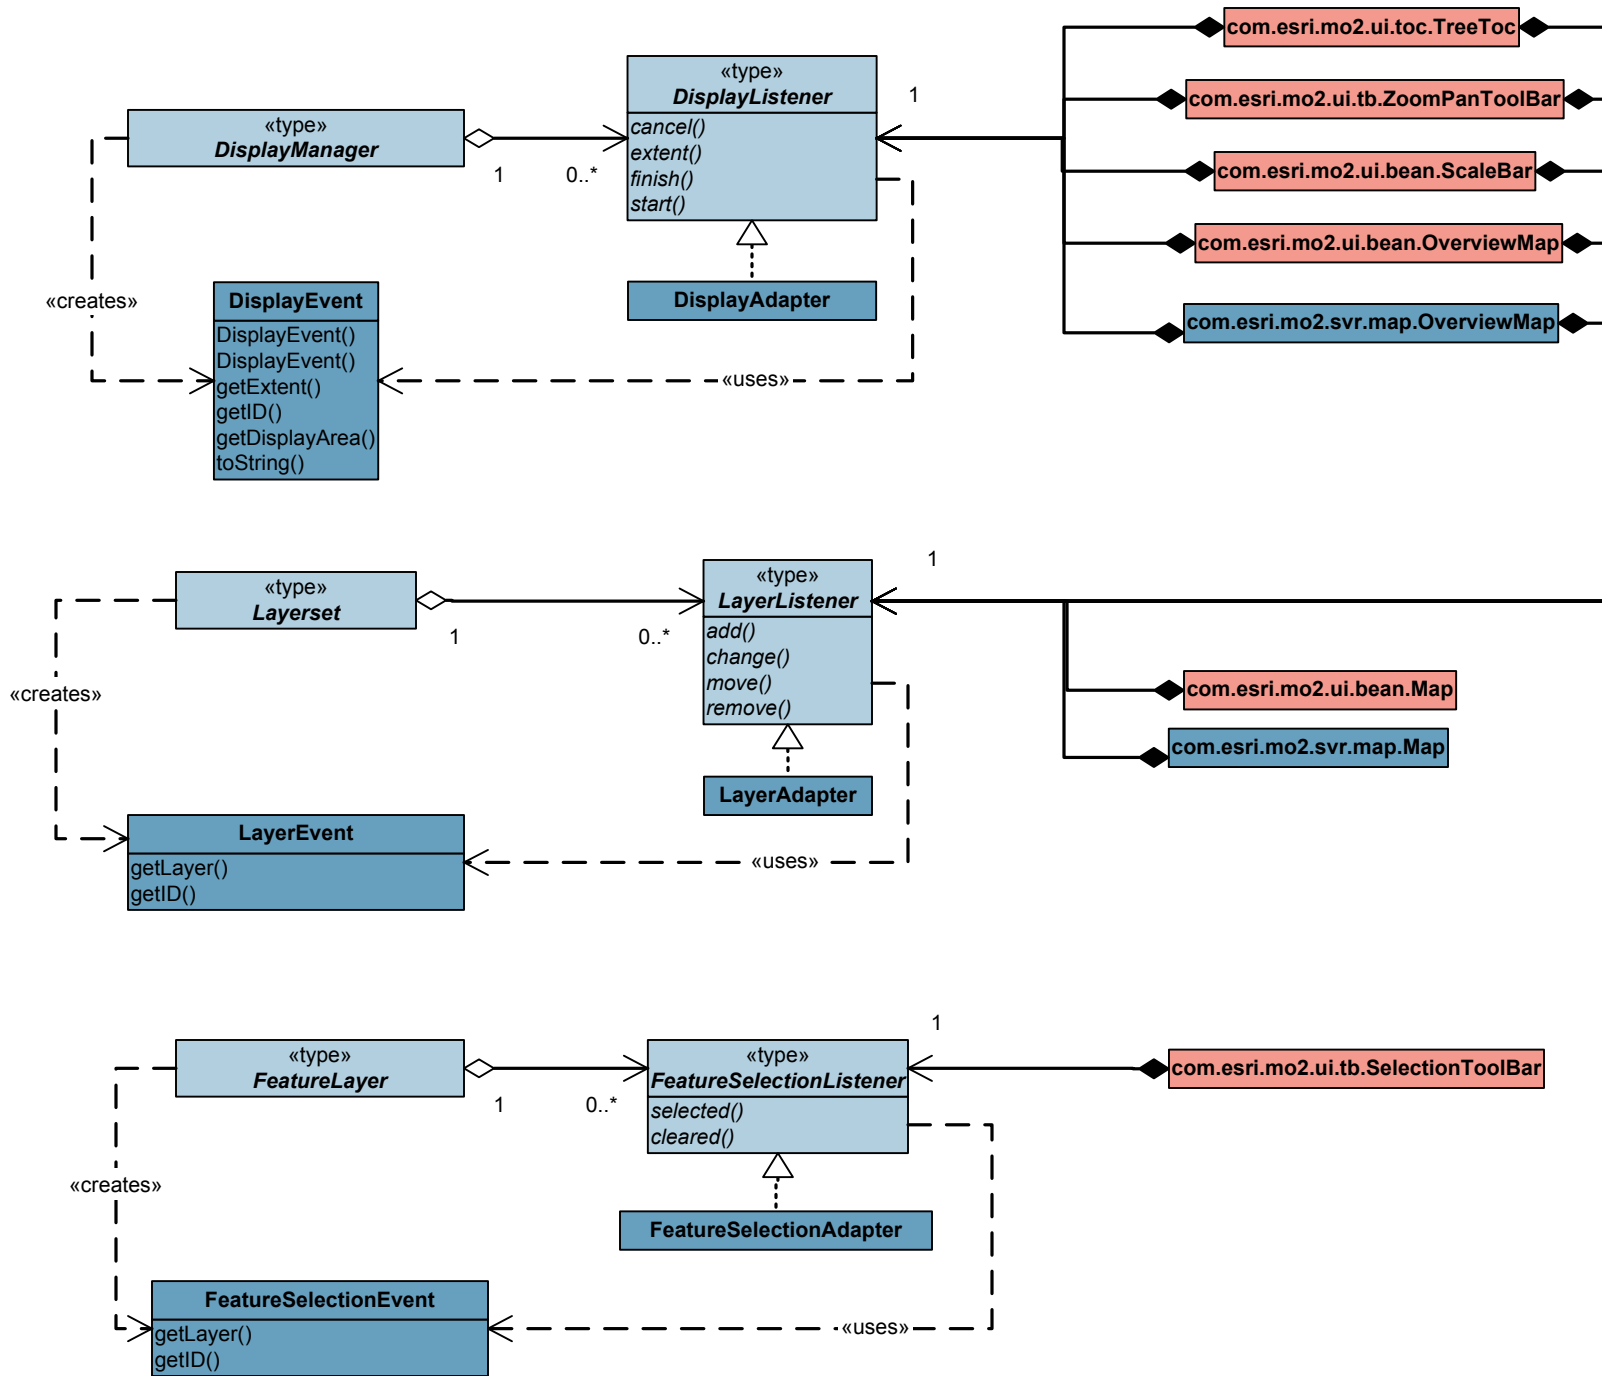 com.esri.mo2.ui.toc.TreeToc
com.esri.mo2.ui.tb.ZoomPanToolBar
com.esri.mo2.ui.bean.ScaleBar
com.esri.mo2.ui.bean.OverviewMap
com.esri.mo2.svr.map.OverviewMap
«type»
DisplayListener
cancel()
extent()
finish()
start()
1
«type»
DisplayManager
1
0..*
DisplayAdapter
«creates»
DisplayEvent
DisplayEvent()
DisplayEvent()
getExtent()
getID()
getDisplayArea()
toString()
«uses»
«type»
Layerset
1
0..*
«type»
LayerListener
add()
change()
move()
remove()
1
com.esri.mo2.ui.bean.Map
com.esri.mo2.svr.map.Map
LayerAdapter
«creates»
LayerEvent
getLayer()
getID()
«uses»
«type»
FeatureLayer
1
0..*
«type»
FeatureSelectionListener
selected()
cleared()
1
com.esri.mo2.ui.tb.SelectionToolBar
FeatureSelectionAdapter
«creates»
FeatureSelectionEvent
getLayer()
getID()
«uses»